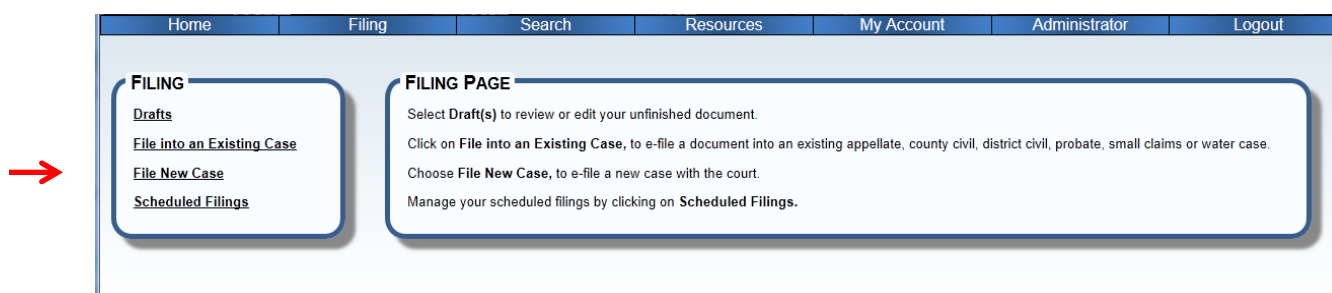 Home Filing Search Resources My Account Administrator Logout
FILING
Drafts
File into an Existing Case
File New Case
Scheduled Filings
FILING PAGE
Select Draft(s) to review or edit your unfinished document.
Click on File into an Existing Case, to e-file a document into an existing appellate, county civil, district civil, probate, small claims or water case.
Choose File New Case, to e-file a new case with the court.
Manage your scheduled filings by clicking on Scheduled Filings.